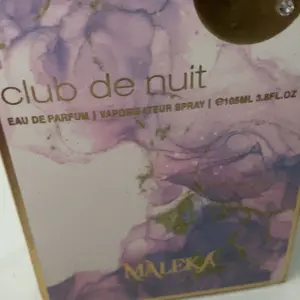 club de nuit
EAU DE PARFUM | VAPORISATEUR SPRAY | ℮105ML 3.6FL.OZ
MALEKA